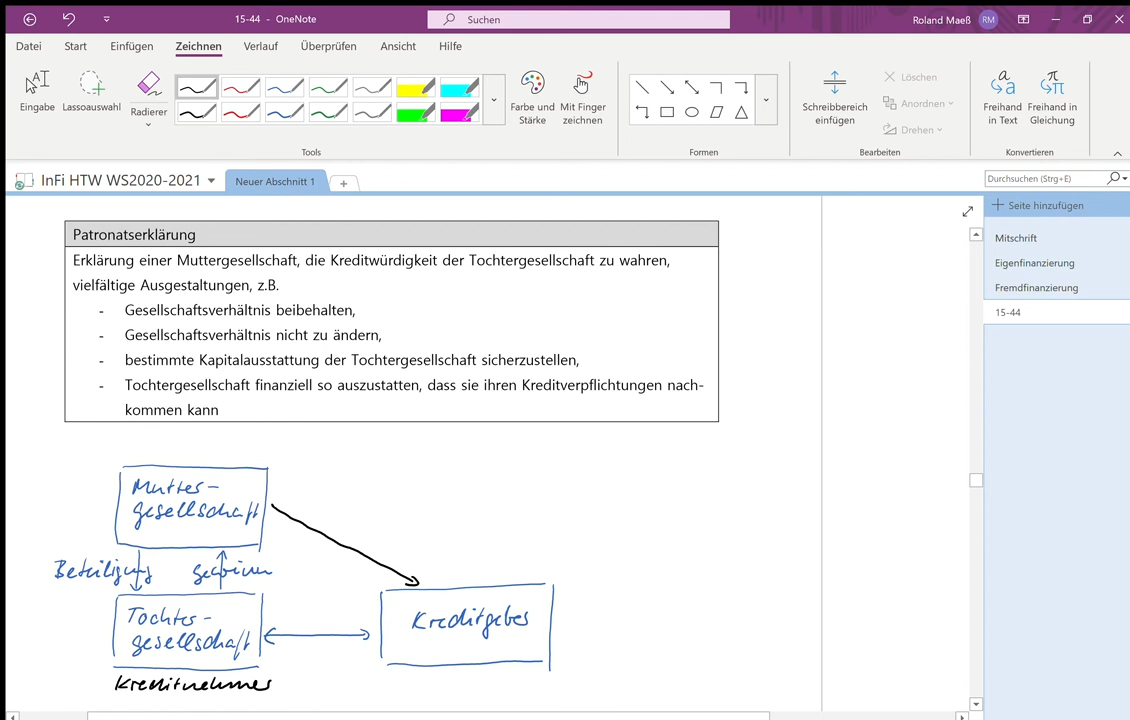 15-44 - OneNote
Suchen
Roland Maeß
RM
Datei Start Einfügen Zeichnen Verlauf Überprüfen Ansicht Hilfe
Eingabe
Lassoauswahl
Radierer
Farbe und
Stärke
Mit Finger
zeichnen
Schreibbereich
einfügen
Löschen
Anordnen
Drehen
Freihand
in Text
Freihand in
Gleichung
Tools
Formen
Bearbeiten
Konvertieren
InFi HTW WS2020-2021
Neuer Abschnitt 1
Durchsuchen (Strg+E)
Seite hinzufügen
Mitschrift
Eigenfinanzierung
Fremdfinanzierung
15-44
Patronatserklärung
Erklärung einer Muttergesellschaft, die Kreditwürdigkeit der Tochtergesellschaft zu wahren,
vielfältige Ausgestaltungen, z.B.
- Gesellschaftsverhältnis beibehalten,
- Gesellschaftsverhältnis nicht zu ändern,
- bestimmte Kapitalausstattung der Tochtergesellschaft sicherzustellen,
- Tochtergesellschaft finanziell so auszustatten, dass sie ihren Kreditverpflichtungen nach-
kommen kann
Mutter-
gesellschaft
Beteiligung
gewinnen
Tochter-
gesellschaft
Kreditgeber
Kreditnehmer